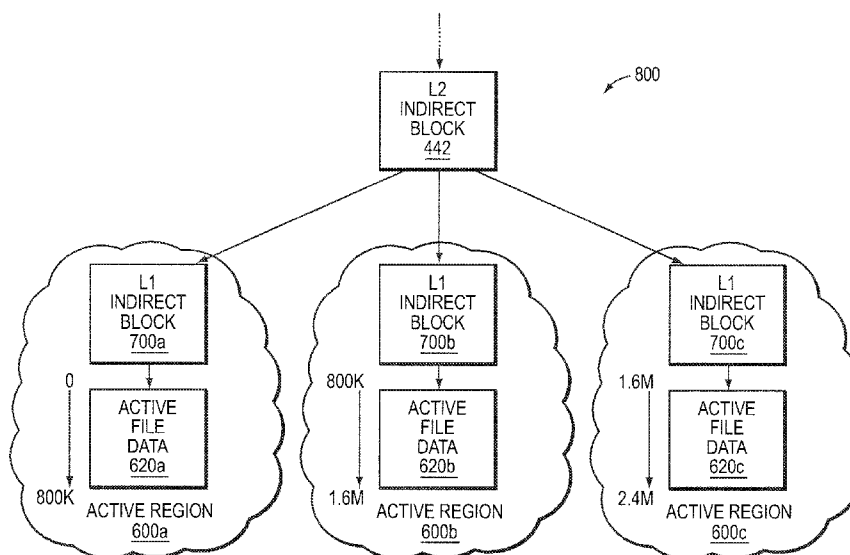 800
L2
INDIRECT
BLOCK
442
L1
INDIRECT
BLOCK
700a
0
800K
ACTIVE
FILE
DATA
620a
ACTIVE REGION
600a
L1
INDIRECT
BLOCK
700b
800K
1.6M
ACTIVE
FILE
DATA
620b
ACTIVE REGION
600b
L1
INDIRECT
BLOCK
700c
1.6M
2.4M
ACTIVE
FILE
DATA
620c
ACTIVE REGION
600c